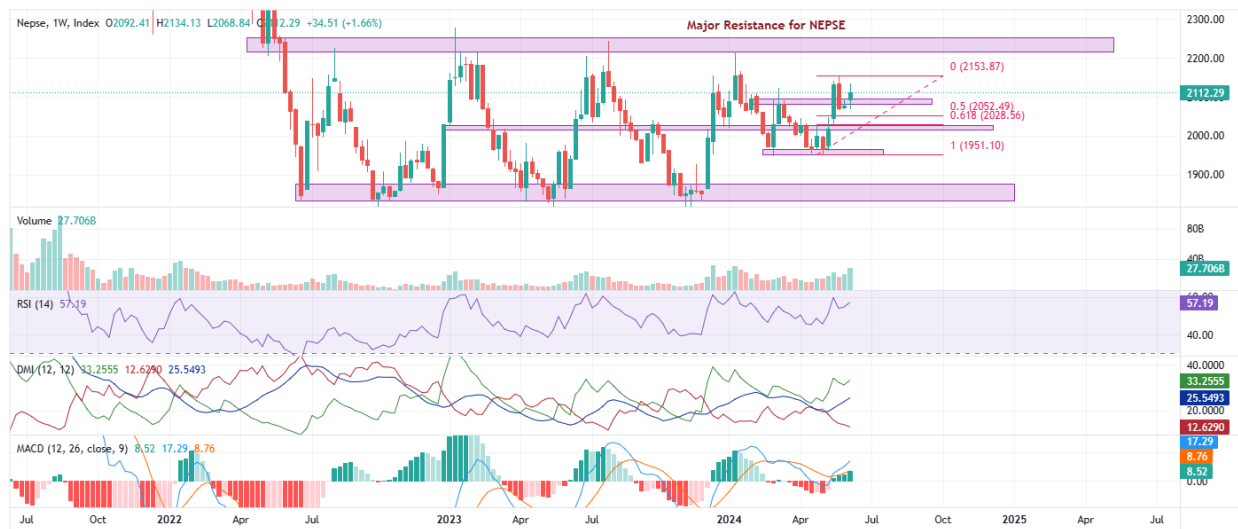 Nepse, 1W, Index O2092.41 H2134.13 L2068.84 C2112.29 +34.51 (+1.66%)
Major Resistance for NEPSE
2300.00
2200.00
0 (2153.87)
2112.29
0.5 (2052.49)
0.618 (2028.56)
2000.00
1 (1951.10)
1900.00
Volume 27.706B
80B
40B
27.706B
RSI (14) 57.19
57.19
40.00
DMI (12, 12) 33.2555 12.6290 25.5493
40.0000
33.2555
25.5493
20.0000
12.6290
MACD (12, 26, close, 9) 8.52 17.29 8.76
17.29
8.76
8.52
0.00
Jul Oct 2022 Apr Jul 2023 Apr Jul 2024 Apr Jul Oct 2025 Apr Jul